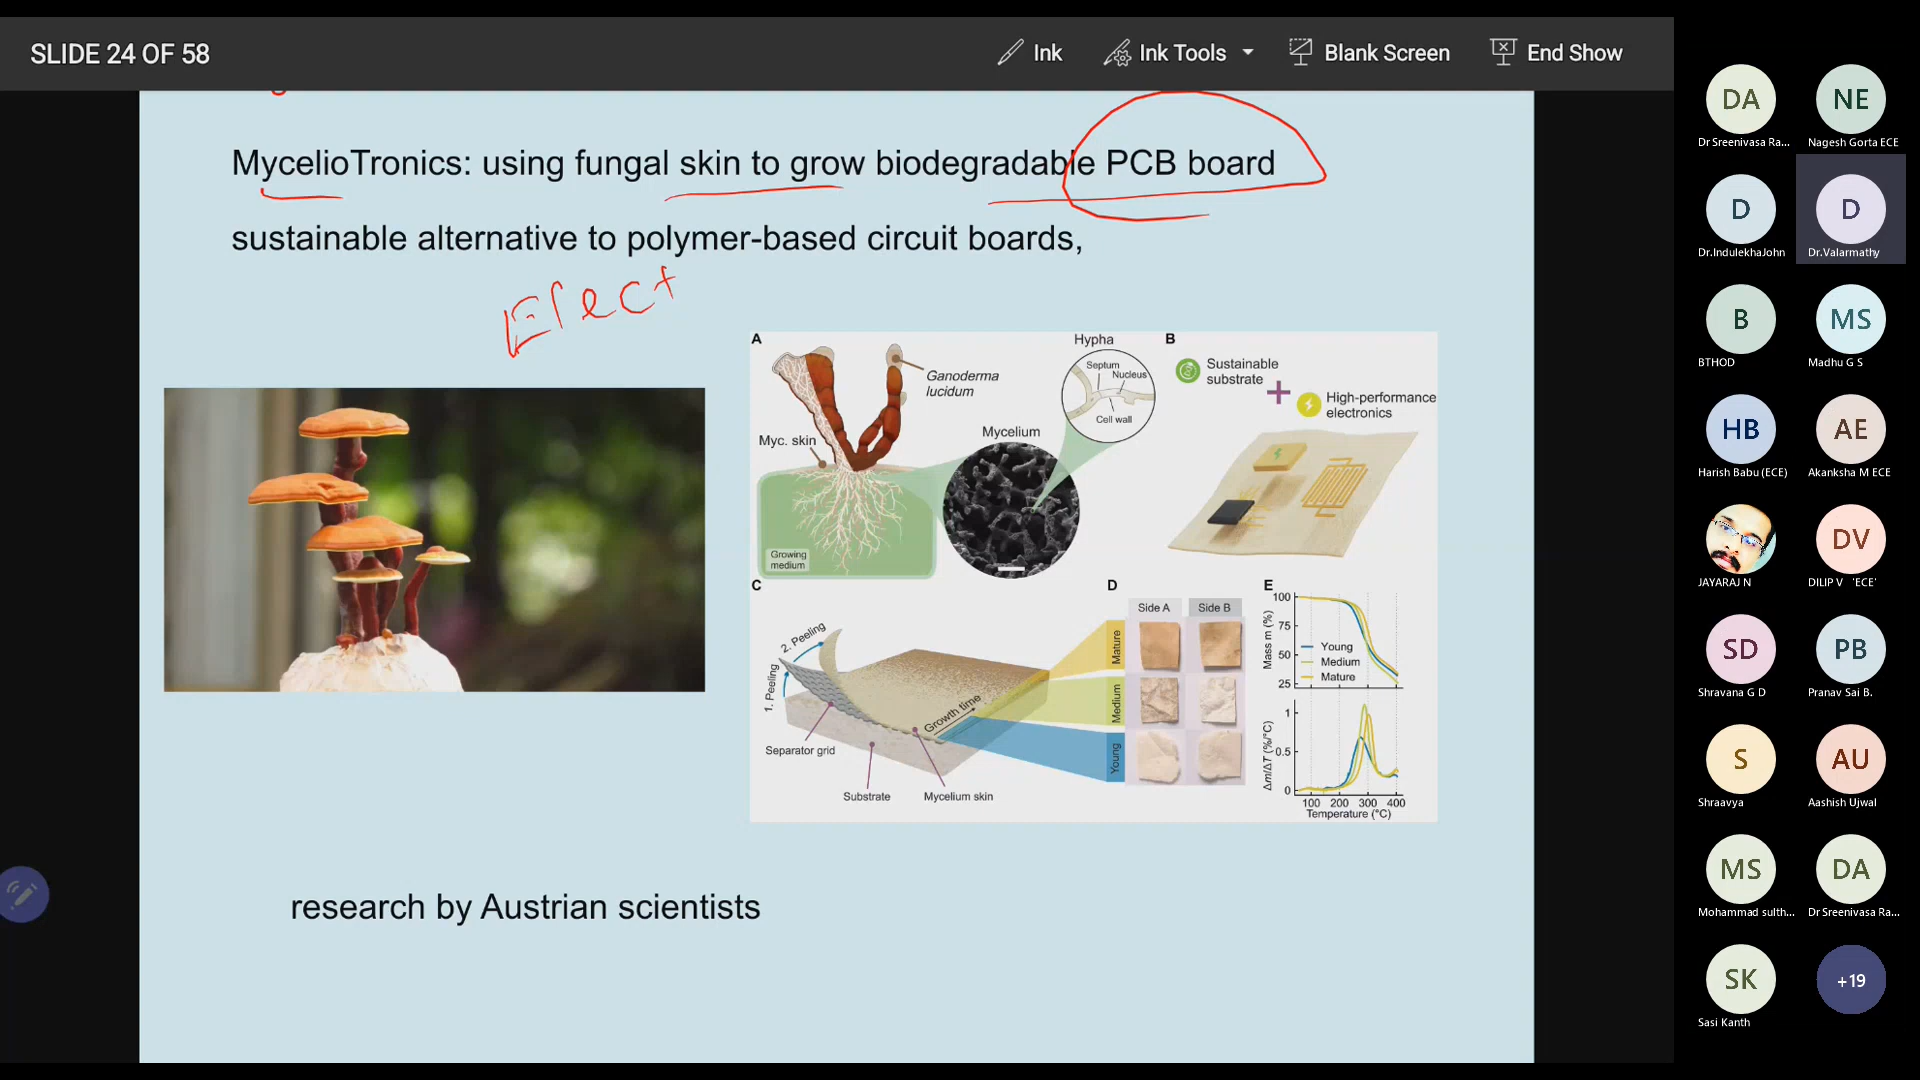 SLIDE 24 OF 58
Ink
Ink Tools
Blank Screen
End Show
MycelioTronics: using fungal skin to grow biodegradable PCB board
sustainable alternative to polymer-based circuit boards,
Elect
A
Ganoderma
lucidum
Myc. skin
Growing
medium
Mycelium
Hypha
Septum
Nucleus
Cell wall
B
Sustainable
substrate
High-performance
electronics
C
1. Peeling
2. Peeling
Growth time
Separator grid
Substrate
Mycelium skin
D
Side A
Side B
Mature
Medium
Young
E
Mass m (%)
100
75
50
25
Young
Medium
Mature
Δm/ΔT (%/°C)
1
0.5
0
100 200 300 400
Temperature (°C)
research by Austrian scientists
DA
Dr Sreenivasa Ra...
NE
Nagesh Gorta ECE
D
Dr.IndulekhaJohn
D
Dr.Valarmathy
B
BTHOD
MS
Madhu G S
HB
Harish Babu (ECE)
AE
Akanksha M ECE
JAYARAJ N
DV
DILIP V 'ECE'
SD
Shravana G D
PB
Pranav Sai B.
S
Shraavya
AU
Aashish Ujwal
MS
Mohammad sulth...
DA
Dr Sreenivasa Ra...
SK
Sasi Kanth
+19